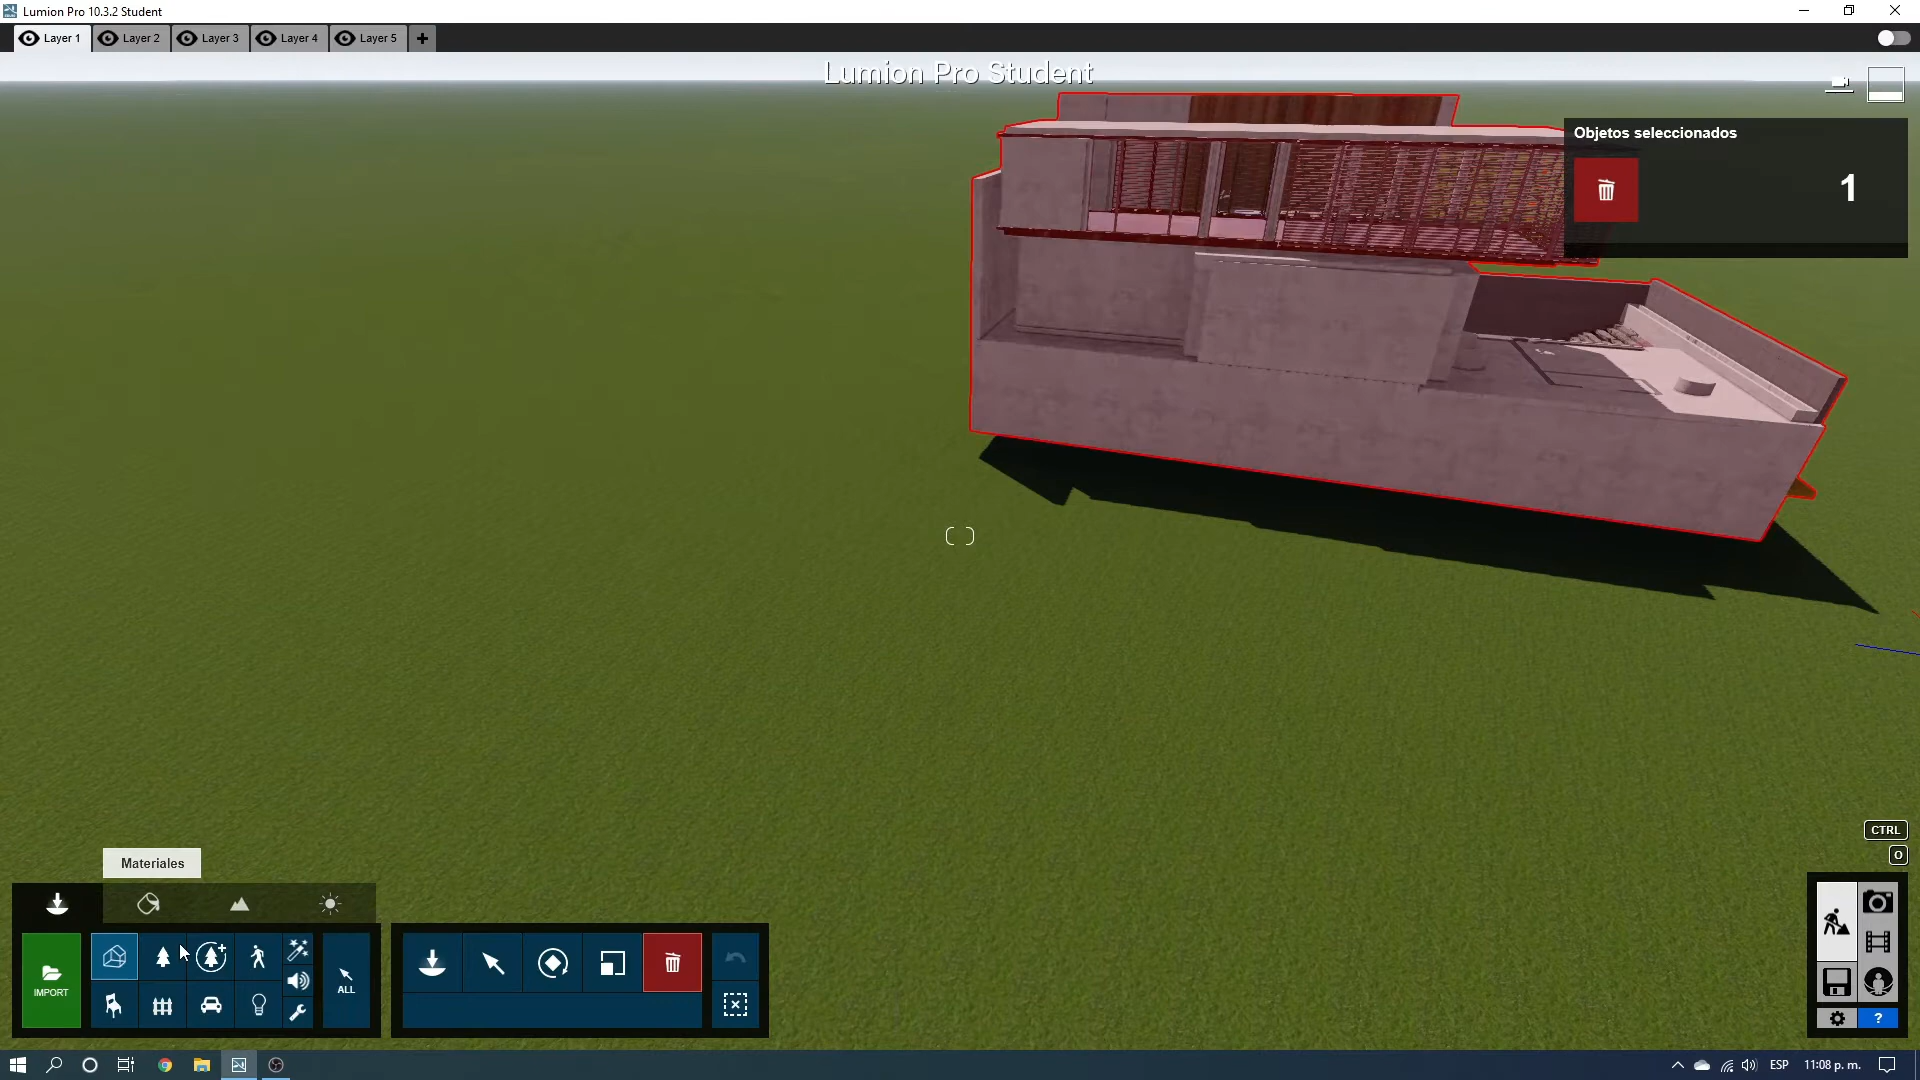 Lumion Pro 10.3.2 Student
Layer 1
Layer 2
Layer 3
Layer 4
Layer 5
Lumion Pro Student
Objetos seleccionados
1
CTRL
O
Materiales
IMPORT
ALL
?
ESP
11:08 p. m.